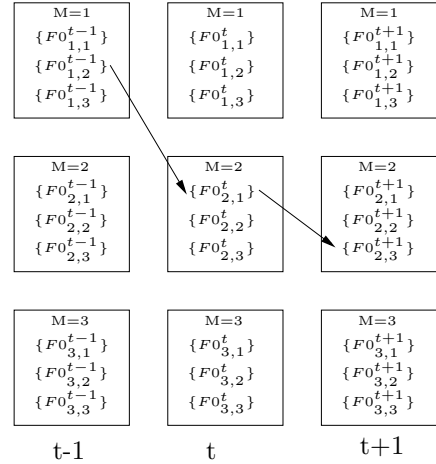 M=1 M=1 M=1
{F0^{t-1}_{1,1}} {F0^{t}_{1,1}} {F0^{t+1}_{1,1}}
{F0^{t-1}_{1,2}} {F0^{t}_{1,2}} {F0^{t+1}_{1,2}}
{F0^{t-1}_{1,3}} {F0^{t}_{1,3}} {F0^{t+1}_{1,3}}
M=2 M=2 M=2
{F0^{t-1}_{2,1}} {F0^{t}_{2,1}} {F0^{t+1}_{2,1}}
{F0^{t-1}_{2,2}} {F0^{t}_{2,2}} {F0^{t+1}_{2,2}}
{F0^{t-1}_{2,3}} {F0^{t}_{2,3}} {F0^{t+1}_{2,3}}
M=3 M=3 M=3
{F0^{t-1}_{3,1}} {F0^{t}_{3,1}} {F0^{t+1}_{3,1}}
{F0^{t-1}_{3,2}} {F0^{t}_{3,2}} {F0^{t+1}_{3,2}}
{F0^{t-1}_{3,3}} {F0^{t}_{3,3}} {F0^{t+1}_{3,3}}
t-1 t t+1